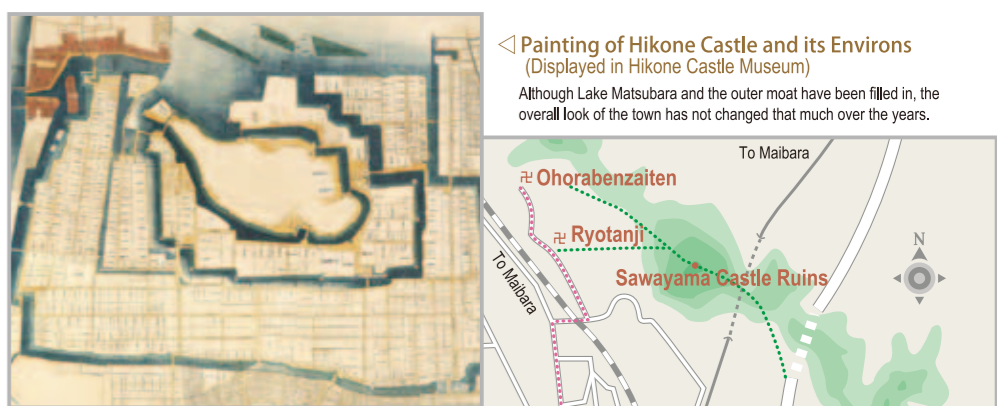 ◁ Painting of Hikone Castle and its Environs
(Displayed in Hikone Castle Museum)
Although Lake Matsubara and the outer moat have been filled in, the
overall look of the town has not changed that much over the years.
To Maibara
卍 Ohorabenzaiten
卍 Ryotanji
To Maibara
Sawayama Castle Ruins
N